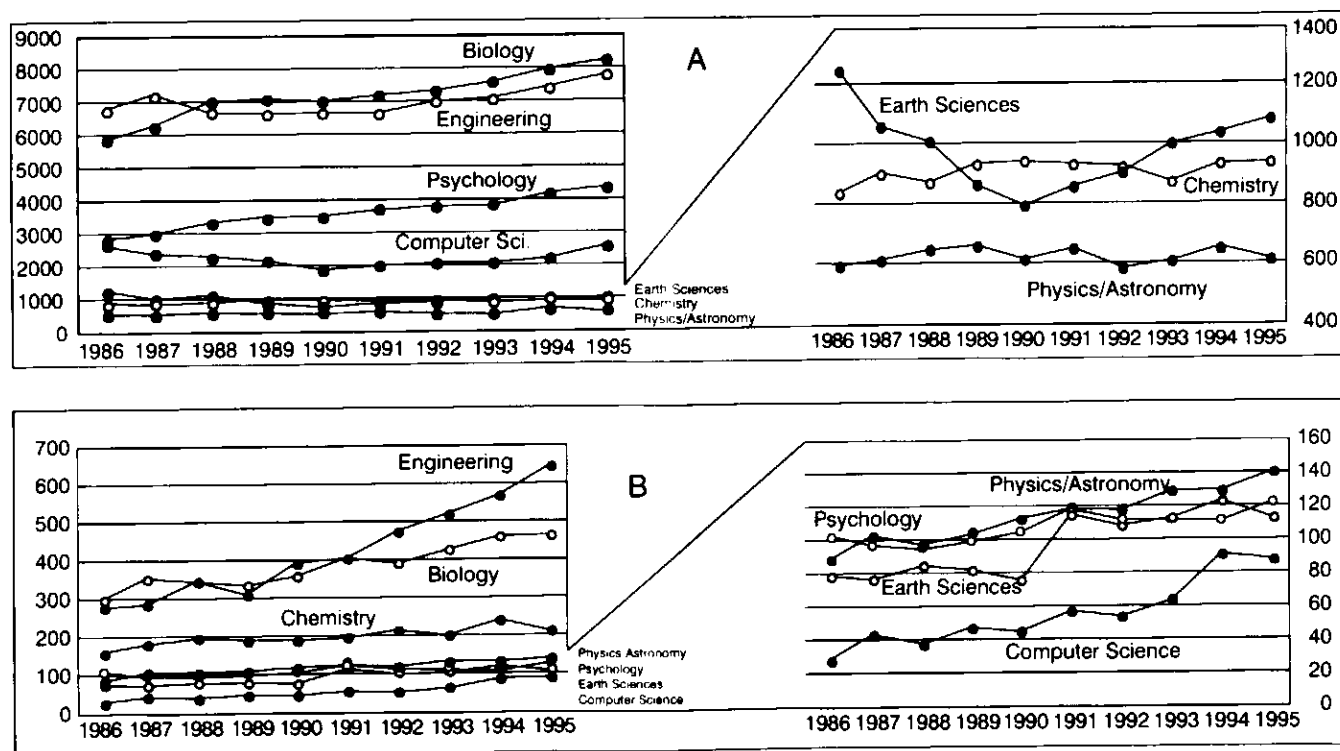 A
9000
8000
7000
6000
5000
4000
3000
2000
1000
0
Biology
Engineering
Psychology
Computer Sci.
Earth Sciences
Chemistry
Physics/Astronomy
1986 1987 1988 1989 1990 1991 1992 1993 1994 1995
1400
1200
1000
800
600
400
Earth Sciences
Chemistry
Physics/Astronomy
1986 1987 1988 1989 1990 1991 1992 1993 1994 1995
B
700
600
500
400
300
200
100
0
Engineering
Biology
Chemistry
Physics Astronomy
Psychology
Earth Sciences
Computer Science
1986 1987 1988 1989 1990 1991 1992 1993 1994 1995
160
140
120
100
80
60
40
20
0
Physics/Astronomy
Psychology
Earth Sciences
Computer Science
1986 1987 1988 1989 1990 1991 1992 1993 1994 1995